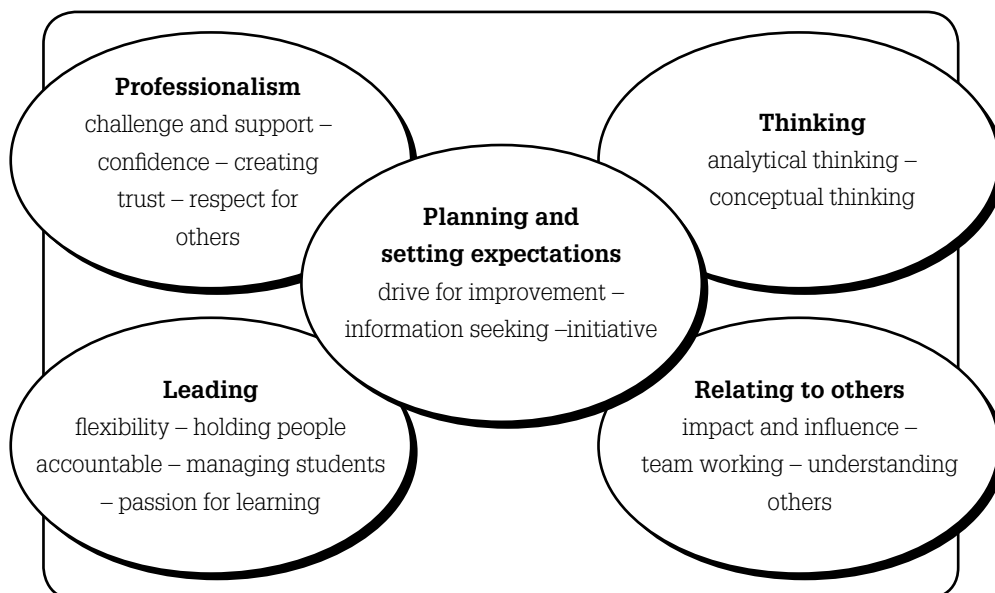 Professionalism
challenge and support –
confidence – creating
trust – respect for
others
Thinking
analytical thinking –
conceptual thinking
Planning and
setting expectations
drive for improvement –
information seeking –initiative
Leading
flexibility – holding people
accountable – managing students
– passion for learning
Relating to others
impact and influence –
team working – understanding
others